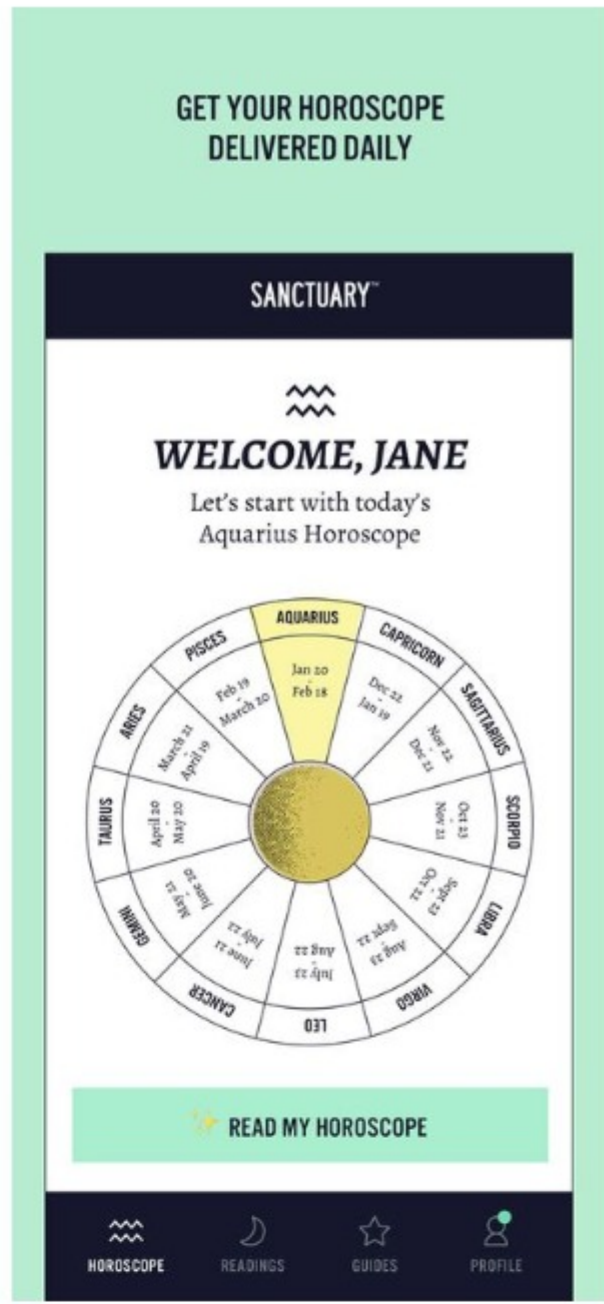 GET YOUR HOROSCOPE
DELIVERED DAILY
SANCTUARY™
WELCOME, JANE
Let's start with today's
Aquarius Horoscope
AQUARIUS
Jan 20
-
Feb 18
CAPRICORN
Dec 22
-
Jan 19
SAGITTARIUS
Nov 22
-
Dec 21
SCORPIO
Oct 23
-
Nov 21
LIBRA
Sept 23
-
Oct 22
VIRGO
Aug 23
-
Sept 22
LEO
July 23
-
Aug 22
CANCER
June 21
-
July 22
GEMINI
May 21
-
June 20
TAURUS
April 20
-
May 20
ARIES
March 21
-
April 19
PISCES
Feb 19
-
March 20
✨ READ MY HOROSCOPE
HOROSCOPE
READINGS
GUIDES
PROFILE